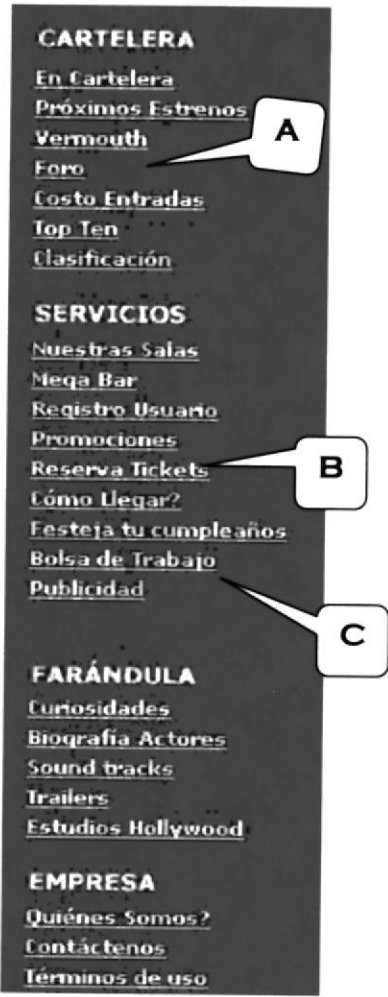 CARTELERA
En Cartelera
Próximos Estrenos
Vermouth
A
Foro
Costo Entradas
Top Ten
Clasificación
SERVICIOS
Nuestras Salas
Mega Bar
Registro Usuario
Promociones
Reserva Tickets
B
Cómo Llegar?
Festeja tu cumpleaños
Bolsa de Trabajo
Publicidad
C
FARÁNDULA
Curiosidades
Biografía Actores
Sound tracks
Trailers
Estudios Hollywood
EMPRESA
Quiénes Somos?
Contáctenos
Términos de uso